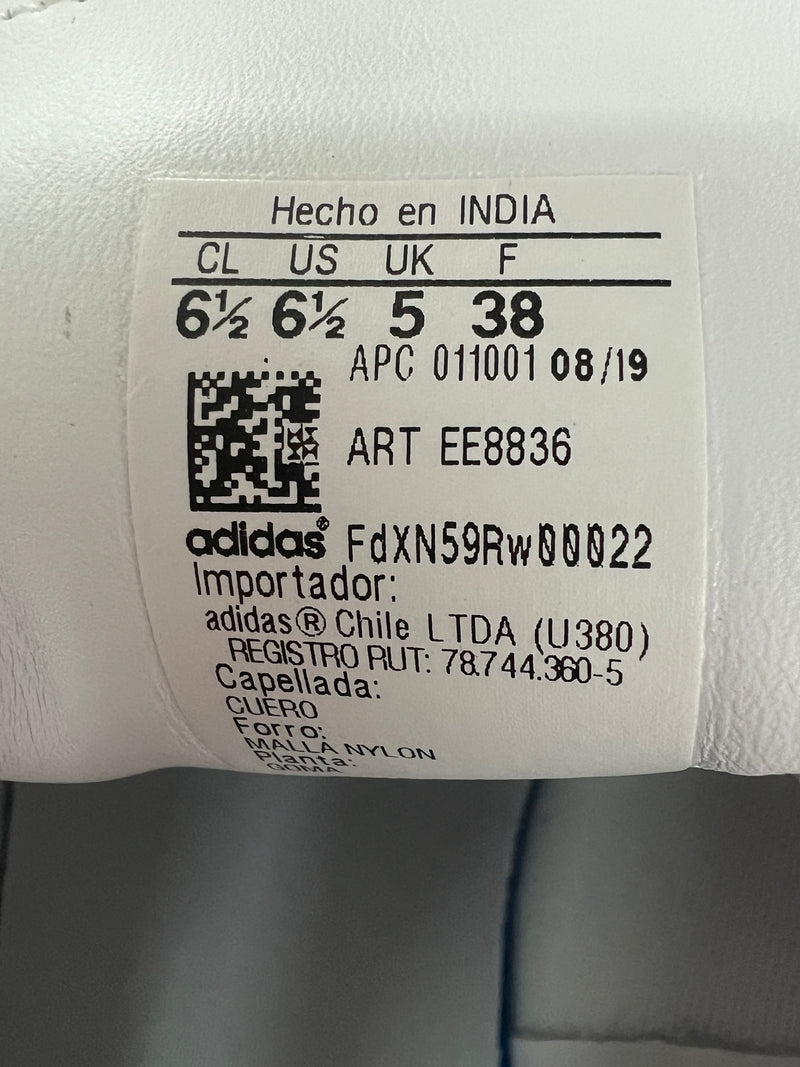 Hecho en INDIA
CL US UK F
6½ 6½ 5 38
APC 011001 08/19
ART EE8836
adidas® FdXN59Rw00022
Importador:
adidas® Chile LTDA (U380)
REGISTRO RUT: 78.744.360-5
Capellada:
CUERO
Forro:
MALLA NYLON
Planta:
GOMA